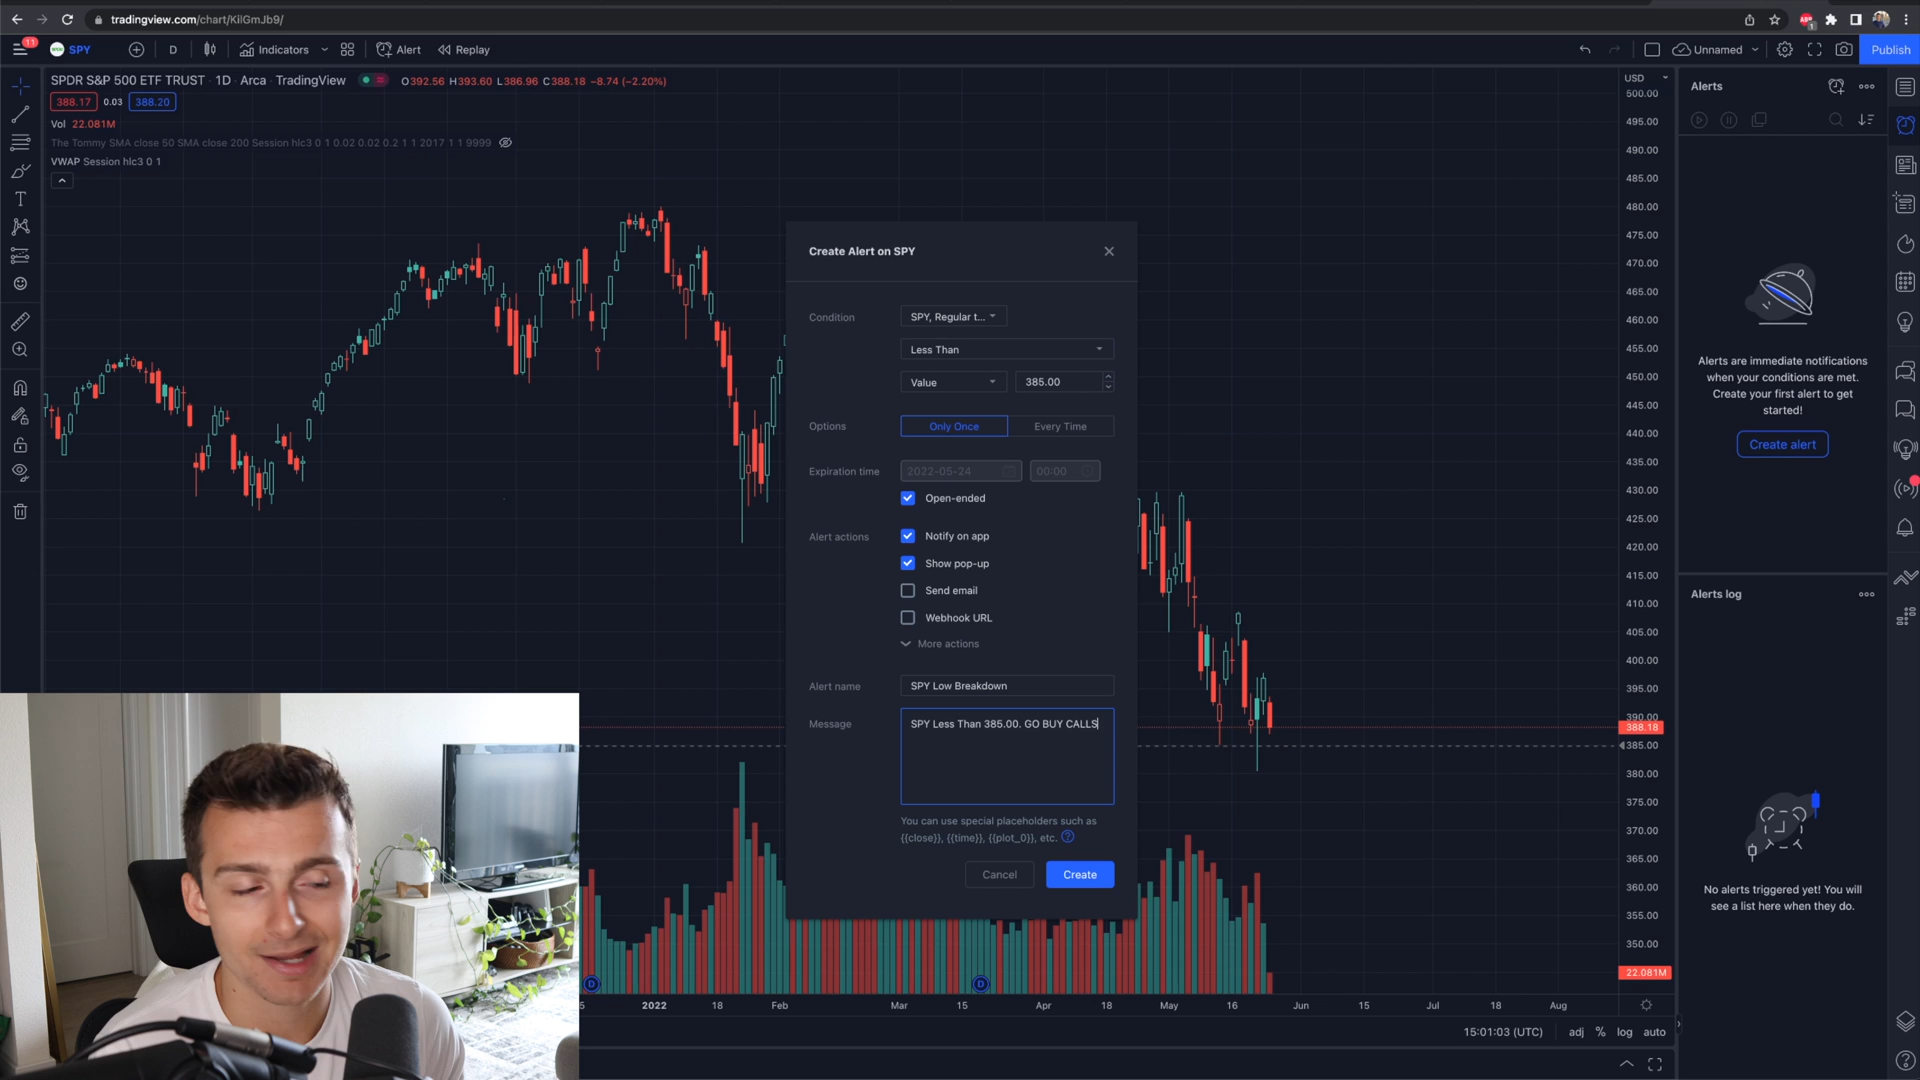 tradingview.com/chart/KilGmJb9/
11
SPY
D
Indicators
Alert
Replay
Unnamed
Publish
SPDR S&P 500 ETF TRUST · 1D · Arca · TradingView
O392.56 H393.60 L386.96 C388.18 −8.74 (−2.20%)
388.17 0.03 388.20
Vol 22.081M
The Tommy SMA close 50 SMA close 200 Session hlc3 0 1 0.02 0.02 0.2 1 1 2017 1 1 9999
VWAP Session hlc3 0 1
USD
500.00
495.00
490.00
485.00
480.00
475.00
470.00
465.00
460.00
455.00
450.00
445.00
440.00
435.00
430.00
425.00
420.00
415.00
410.00
405.00
400.00
395.00
390.00
388.18
385.00
380.00
375.00
370.00
365.00
360.00
355.00
350.00
22.081M
Create Alert on SPY
Condition
SPY, Regular t...
Less Than
Value
385.00
Options
Only Once
Every Time
Expiration time
2022-05-24
00:00
Open-ended
Alert actions
Notify on app
Show pop-up
Send email
Webhook URL
More actions
Alert name
SPY Low Breakdown
Message
SPY Less Than 385.00. GO BUY CALLS
You can use special placeholders such as
{{close}}, {{time}}, {{plot_0}}, etc.
Cancel
Create
D
D
2022
18
Feb
Mar
15
Apr
18
May
16
Jun
15
Jul
18
Aug
15:01:03 (UTC)
adj
%
log
auto
Alerts
Alerts are immediate notifications
when your conditions are met.
Create your first alert to get
started!
Create alert
Alerts log
No alerts triggered yet! You will
see a list here when they do.